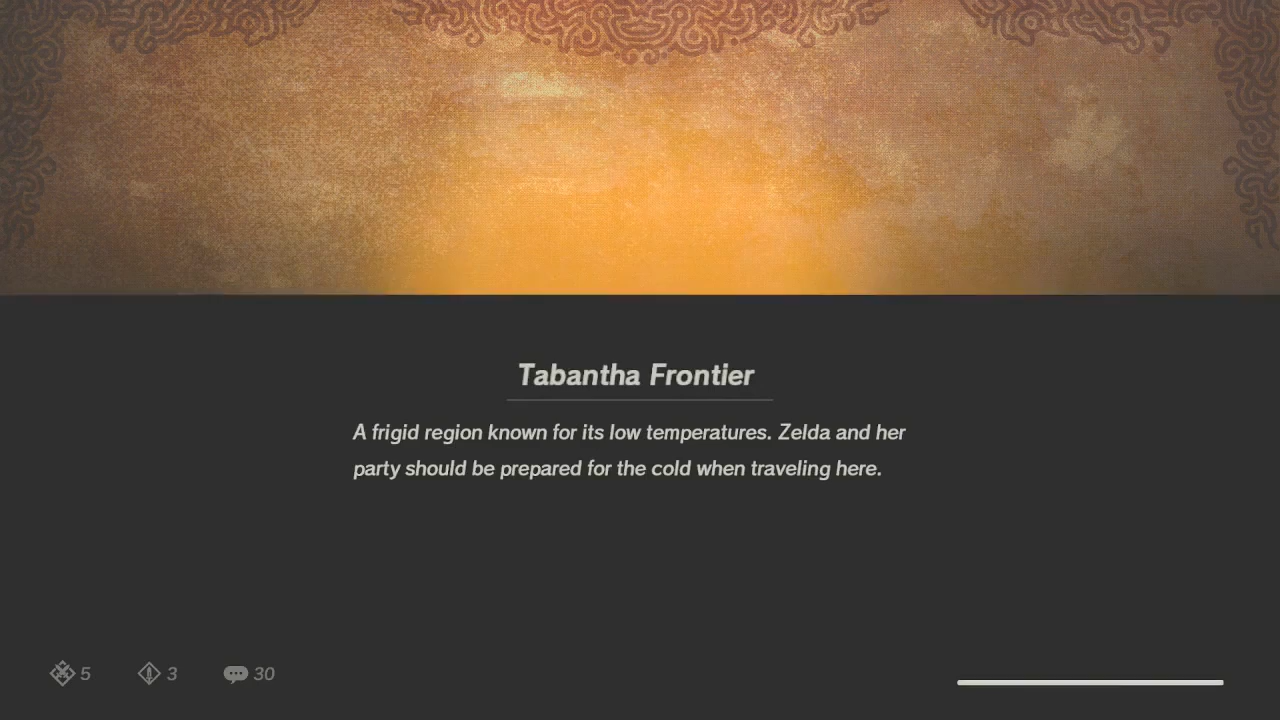 Tabantha Frontier
A frigid region known for its low temperatures. Zelda and her
party should be prepared for the cold when traveling here.
5 3 30